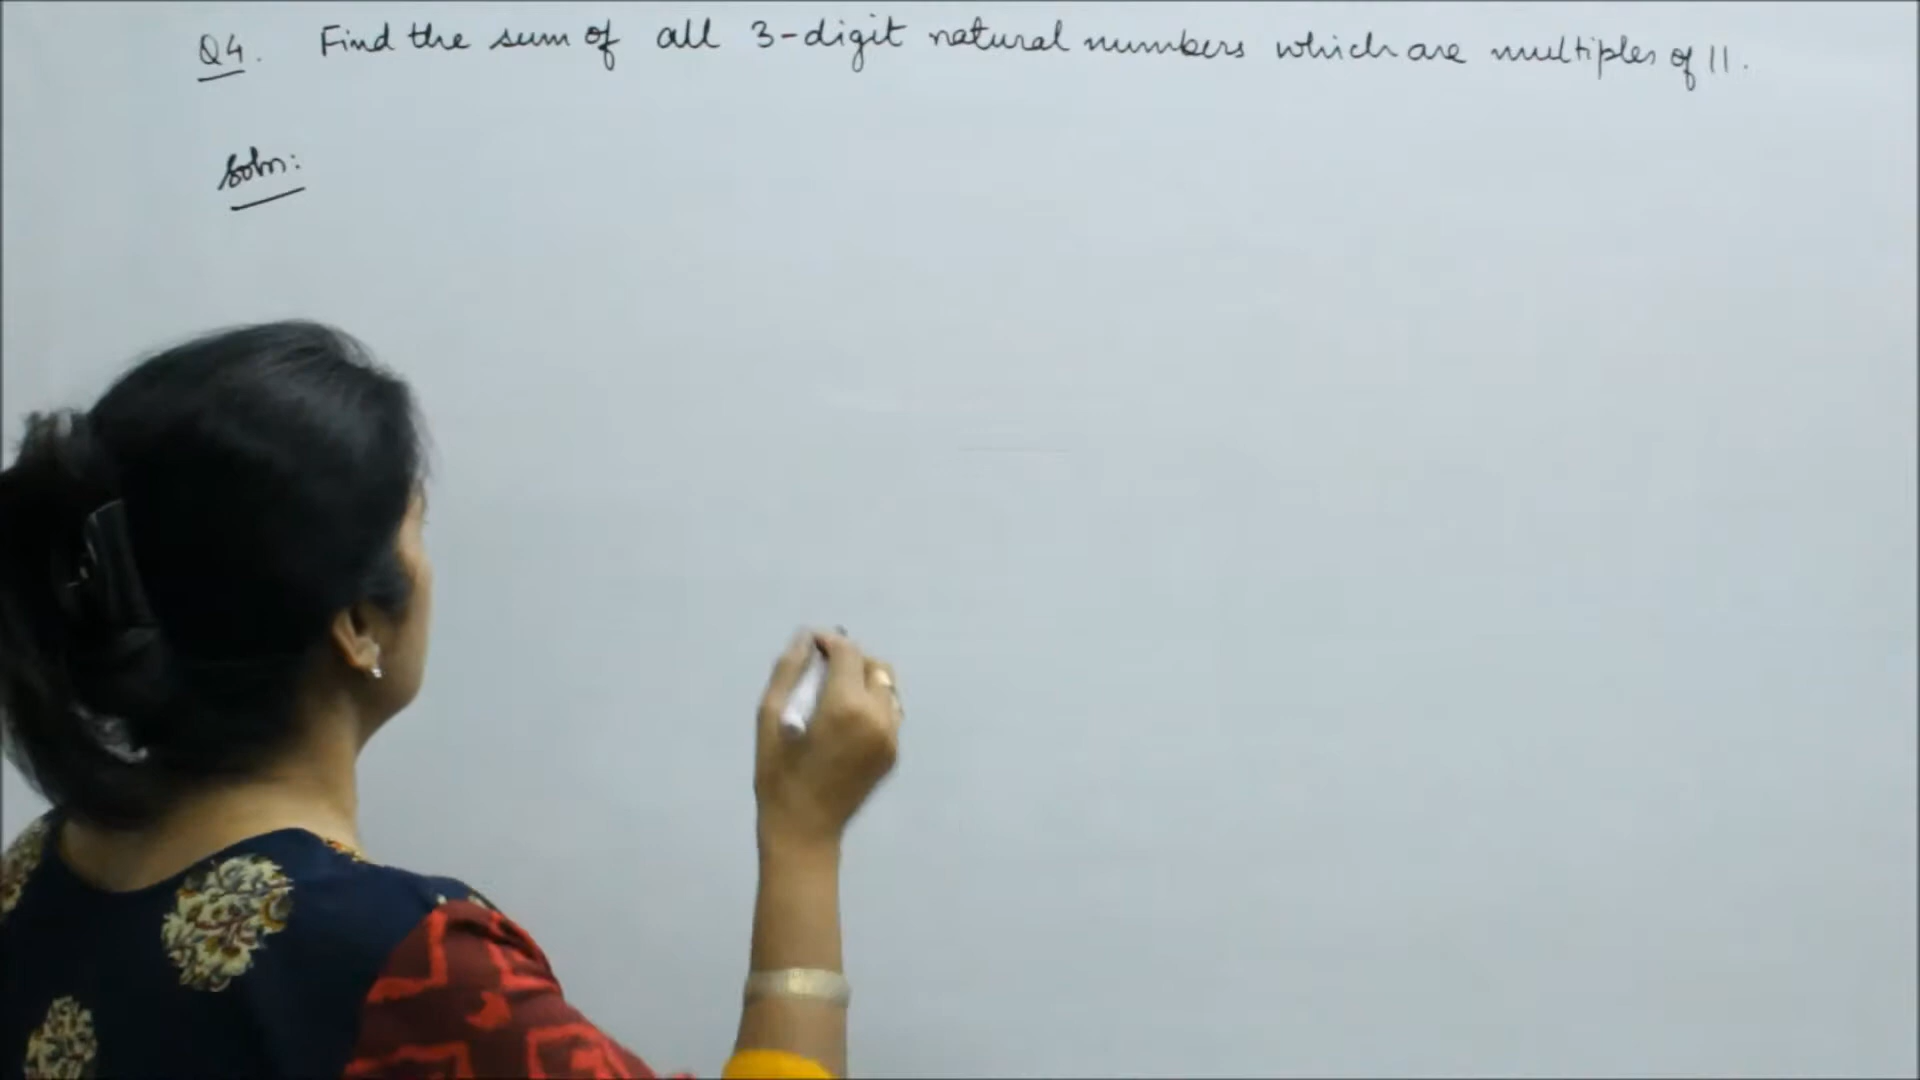 Q4. Find the sum of all 3-digit natural numbers which are multiples of 11.
Soln: